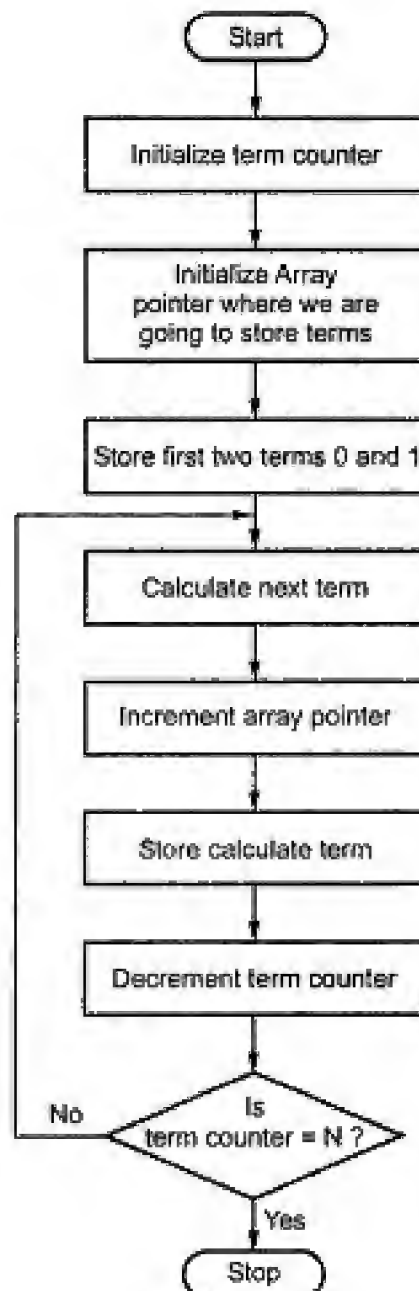 Start
Initialize term counter
Initialize Array
pointer where we are
going to store terms
Store first two terms 0 and 1
Calculate next term
Increment array pointer
Store calculate term
Decrement term counter
Is
term counter = N ?
No
Yes
Stop